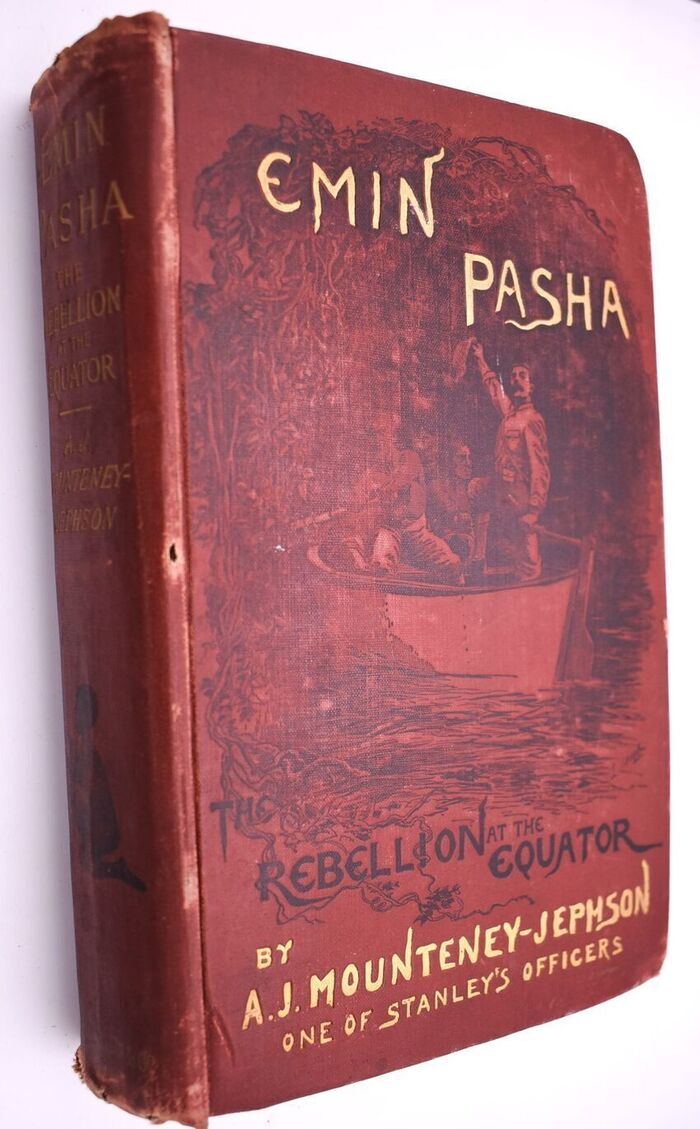 EMIN
PASHA
THE
REBELLION
AT THE
EQUATOR
A.J.
MOUNTENEY-
JEPHSON
EMIN
PASHA
THE
REBELLION AT THE
EQUATOR
BY
A.J. MOUNTENEY-JEPHSON
ONE OF STANLEY'S OFFICERS